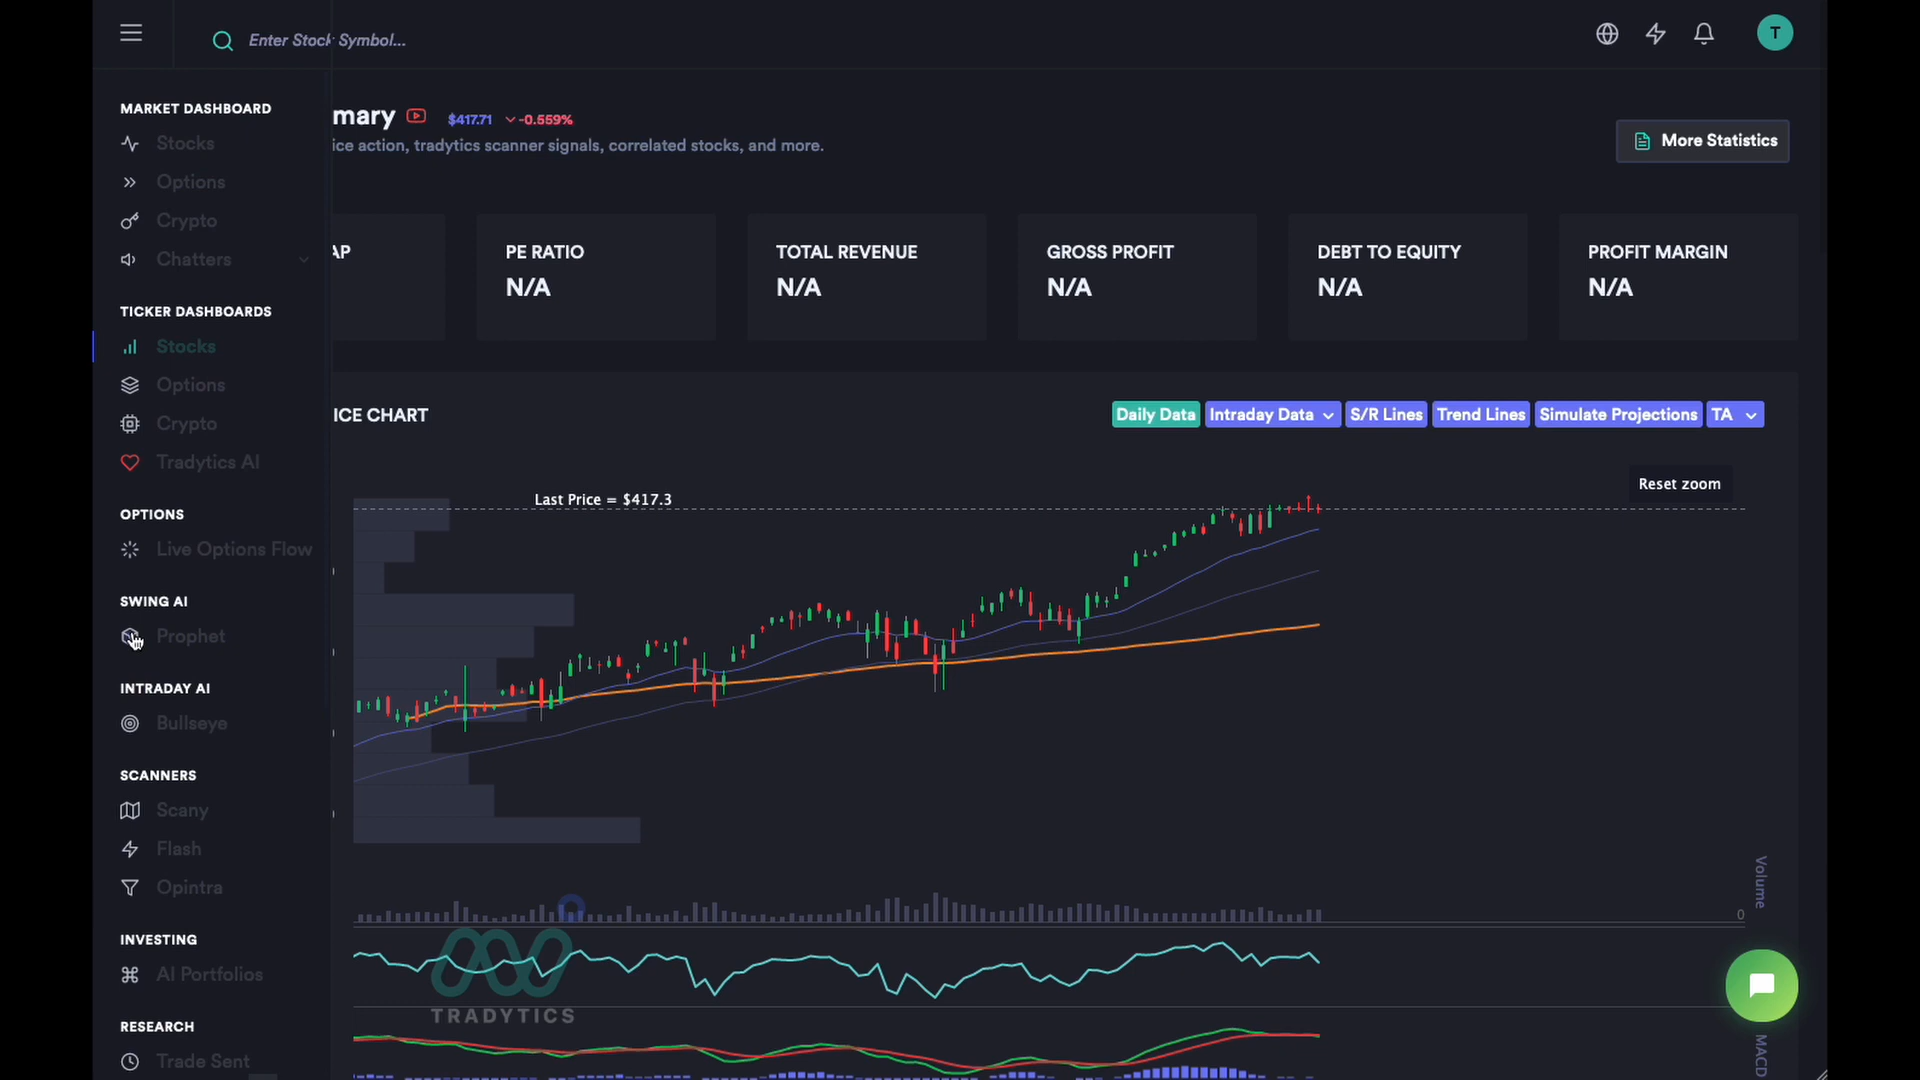 Enter Stock Symbol...
T
MARKET DASHBOARD
Stocks
Options
Crypto
Chatters
TICKER DASHBOARDS
Stocks
Options
Crypto
Tradytics AI
OPTIONS
Live Options Flow
SWING AI
Prophet
INTRADAY AI
Bullseye
SCANNERS
Scany
Flash
Opintra
INVESTING
AI Portfolios
RESEARCH
Trade Sent
mary $417.71 -0.559%
ice action, tradytics scanner signals, correlated stocks, and more.
More Statistics
AP
PE RATIO
N/A
TOTAL REVENUE
N/A
GROSS PROFIT
N/A
DEBT TO EQUITY
N/A
PROFIT MARGIN
N/A
ICE CHART
Daily Data Intraday Data S/R Lines Trend Lines Simulate Projections TA
Reset zoom
Last Price = $417.3
Volume
0
TRADYTICS
MACD